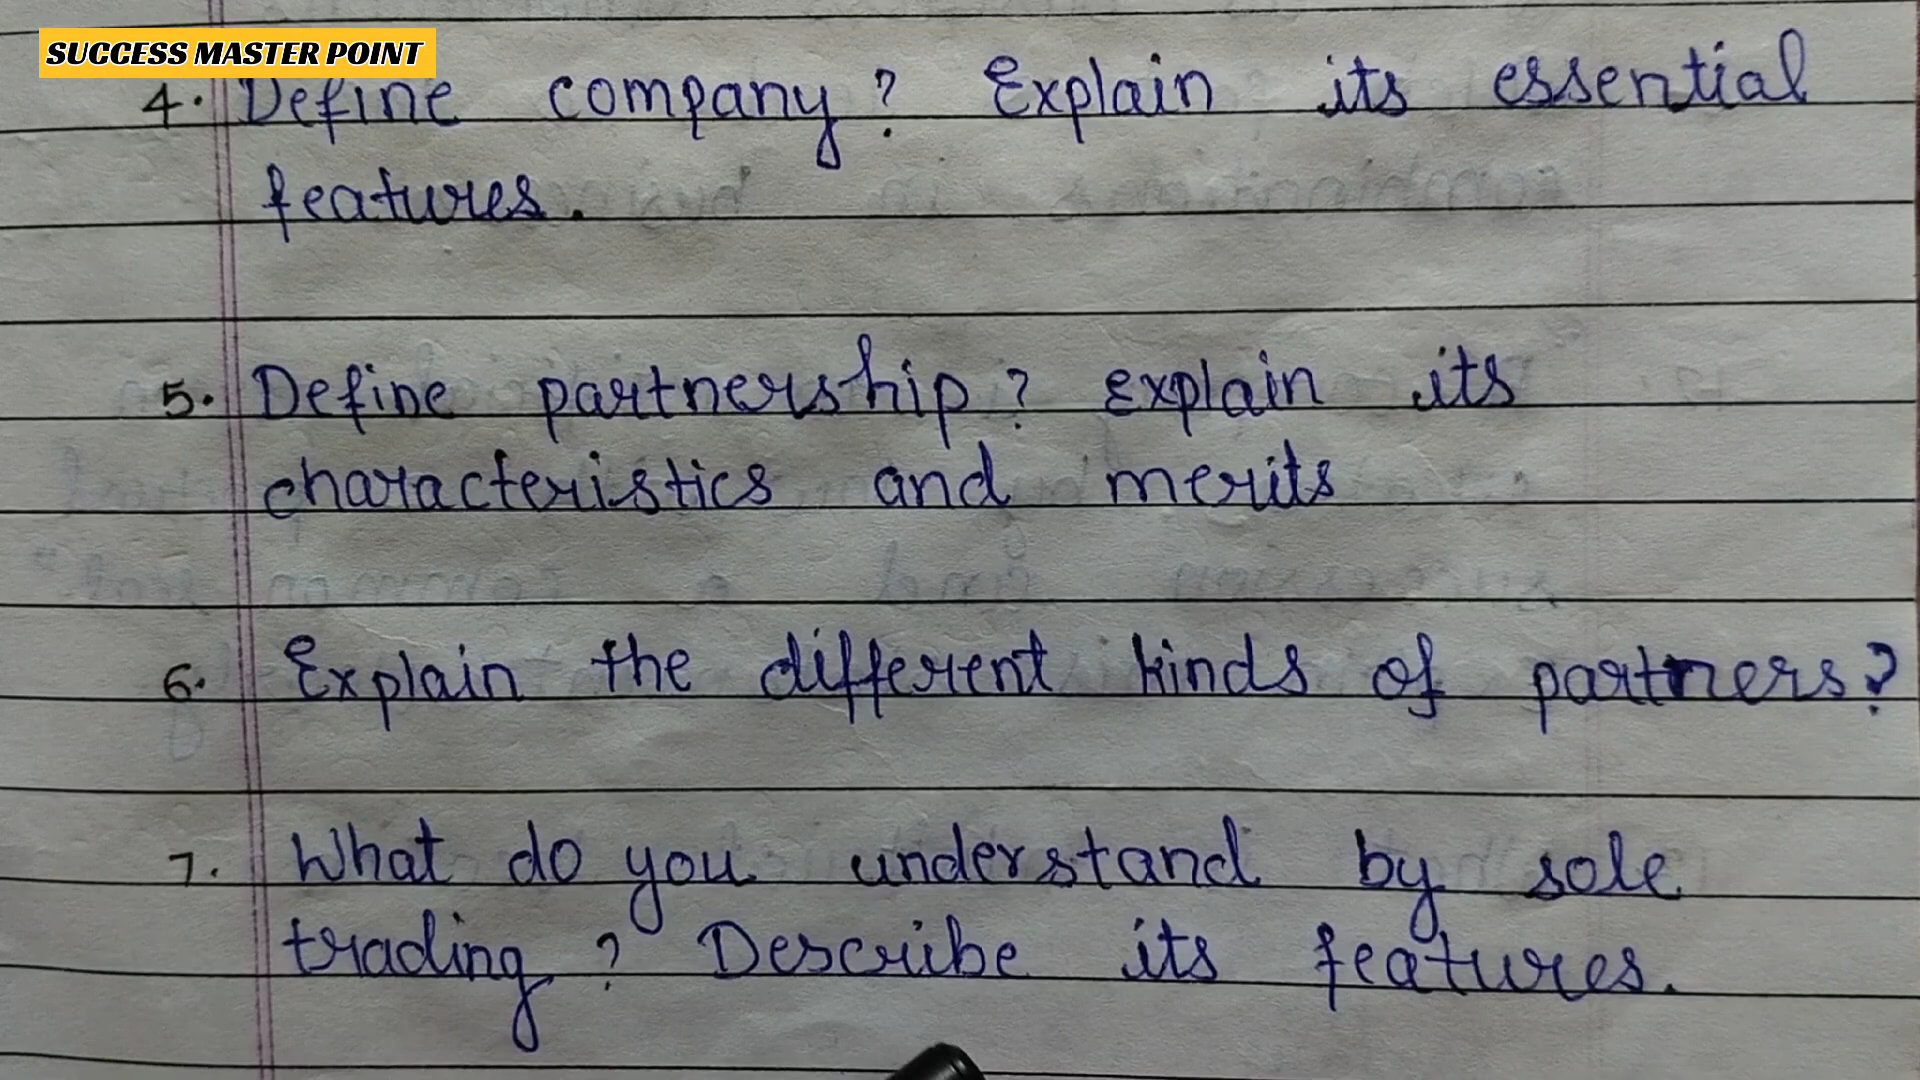 SUCCESS MASTER POINT
4. Define company? Explain its essential
features.
5. Define partnership? Explain its
characteristics and merits
6. Explain the different kinds of partners?
7. What do you understand by sole
trading? Describe its features.